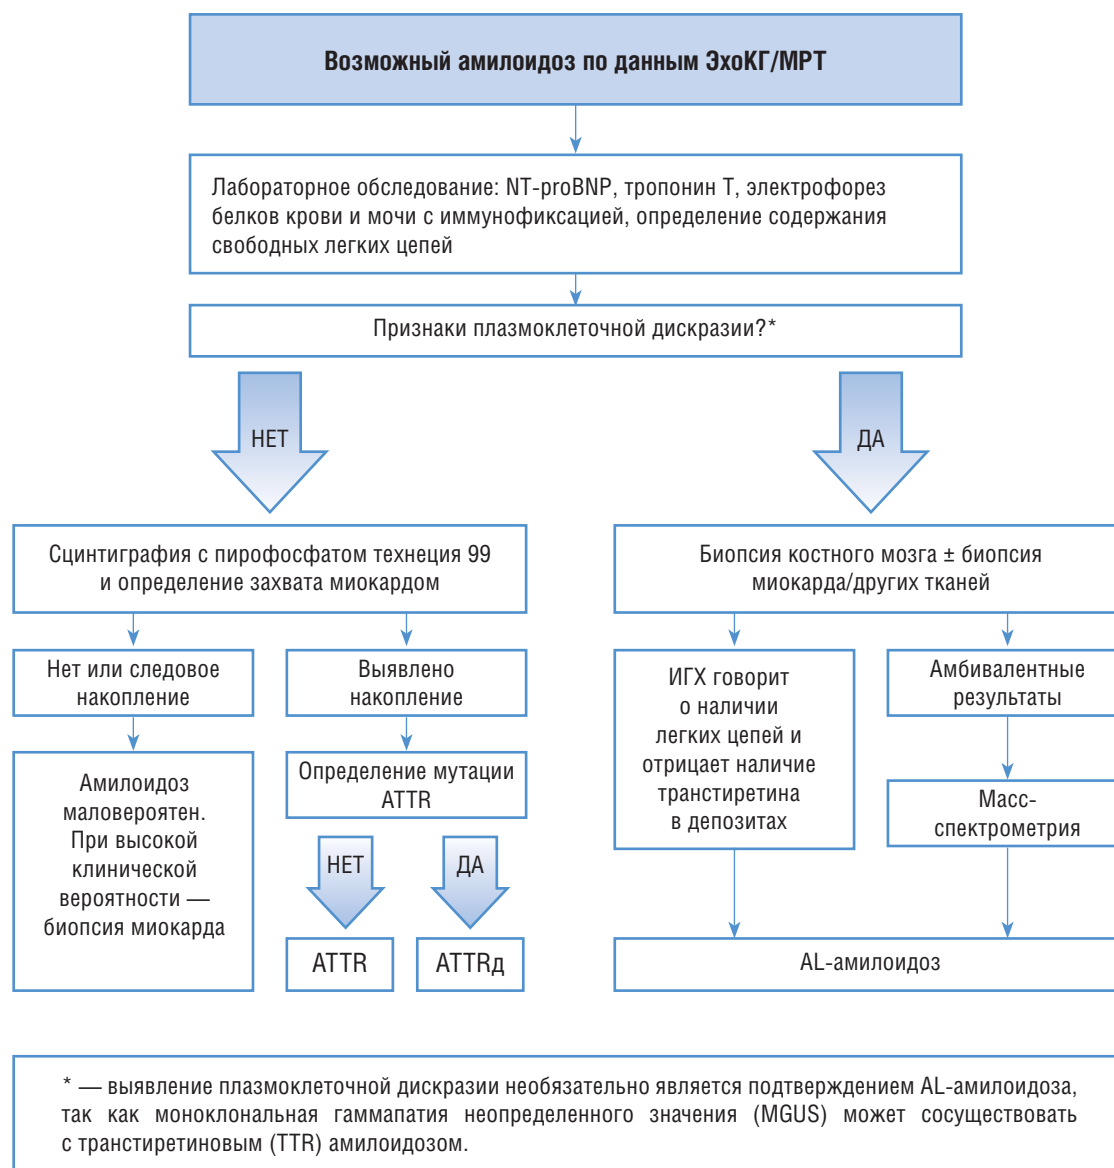 Возможный амилоидоз по данным ЭхоКГ/МРТ
Лабораторное обследование: NT-proBNP, тропонин Т, электрофорез
белков крови и мочи с иммунофиксацией, определение содержания
свободных легких цепей
Признаки плазмоклеточной дискразии?*
НЕТ
ДА
Сцинтиграфия с пирофосфатом технеция 99
и определение захвата миокардом
Нет или следовое
накопление
Выявлено
накопление
Амилоидоз
маловероятен.
При высокой
клинической
вероятности —
биопсия миокарда
Определение мутации
ATTR
НЕТ
ДА
ATTR
ATTRд
Биопсия костного мозга ± биопсия
миокарда/других тканей
ИГХ говорит
о наличии
легких цепей и
отрицает наличие
транстиретина
в депозитах
Амбивалентные
результаты
Масс-
спектрометрия
AL-амилоидоз
* — выявление плазмоклеточной дискразии необязательно является подтверждением AL-амилоидоза,
так как моноклональная гаммапатия неопределенного значения (MGUS) может сосуществовать
с транстиретиновым (TTR) амилоидозом.